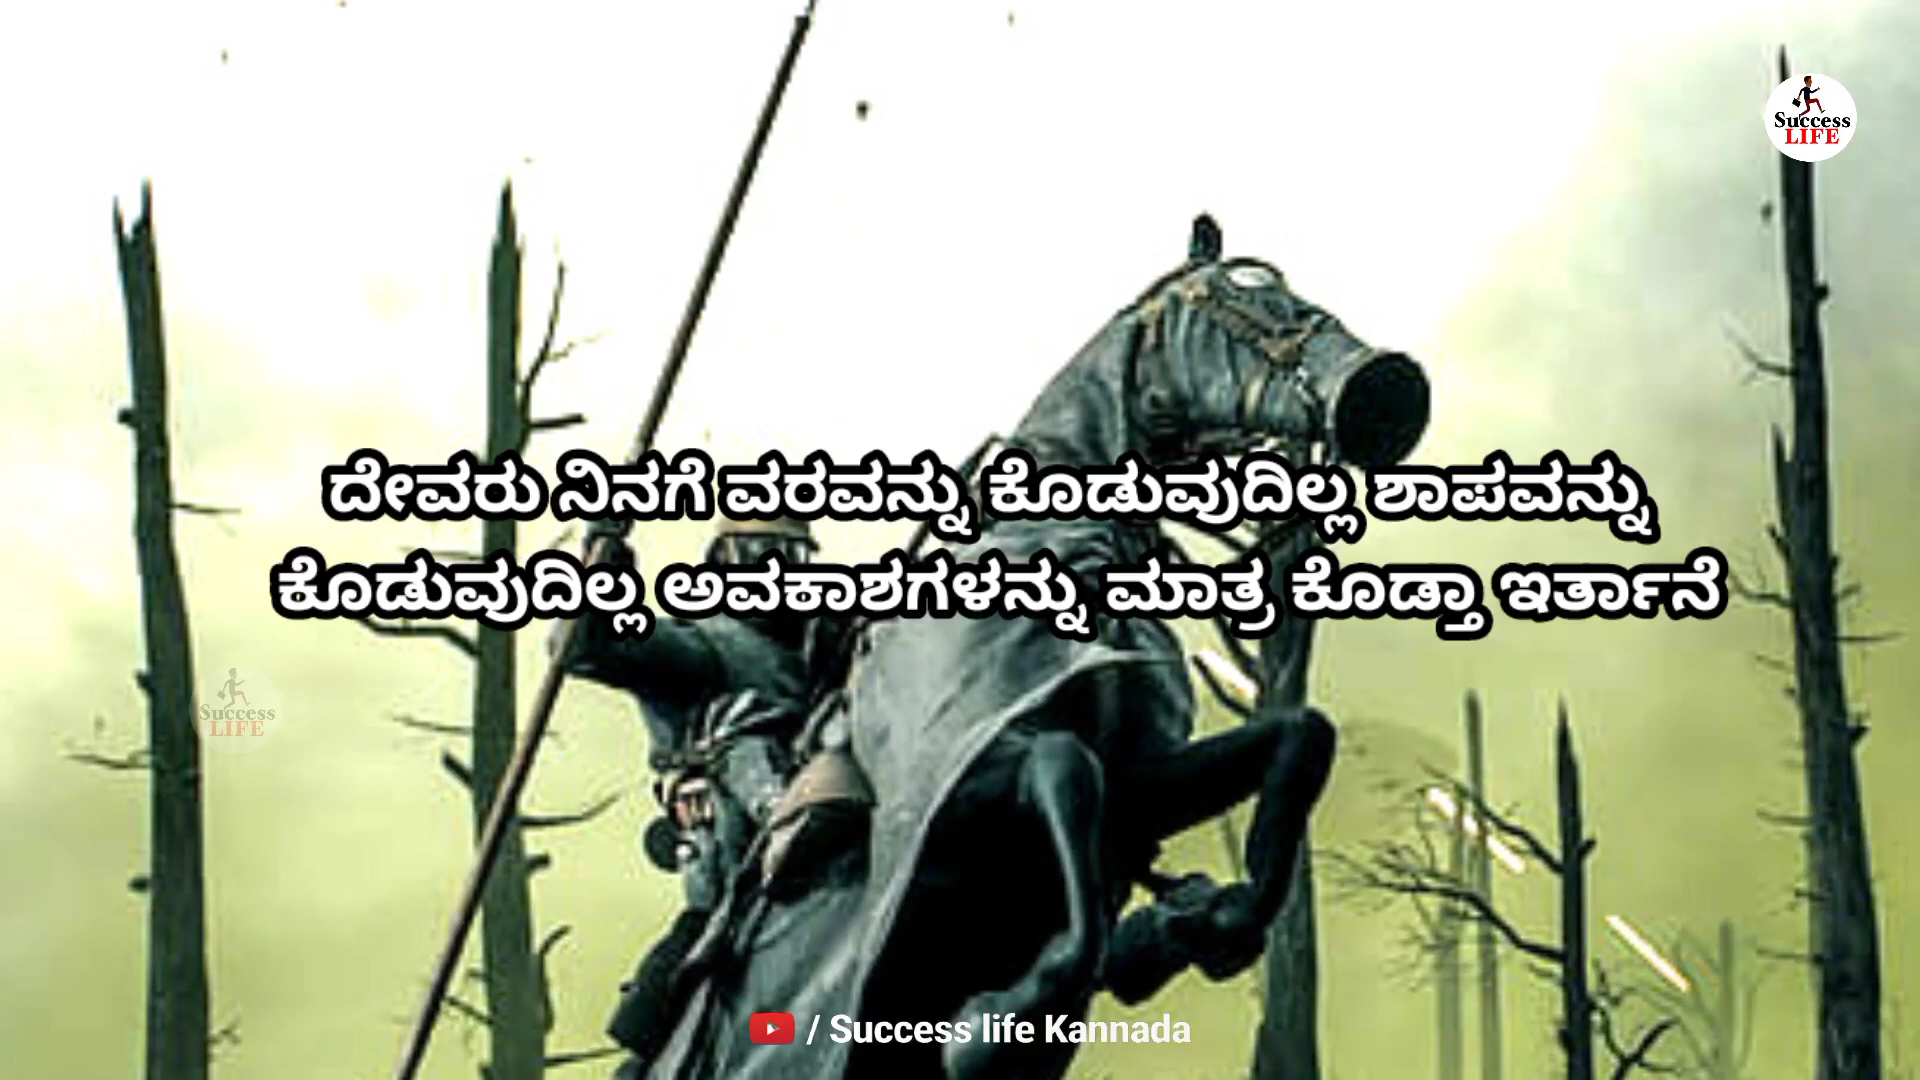 Success
LIFE
ದೇವರು ನಿನಗೆ ವರವನ್ನು ಕೊಡುವುದಿಲ್ಲ ಶಾಪವನ್ನು
ಕೊಡುವುದಿಲ್ಲ ಅವಕಾಶಗಳನ್ನು ಮಾತ್ರ ಕೊಡ್ತಾ ಇರ್ತಾನೆ
Success
LIFE
/ Success life Kannada